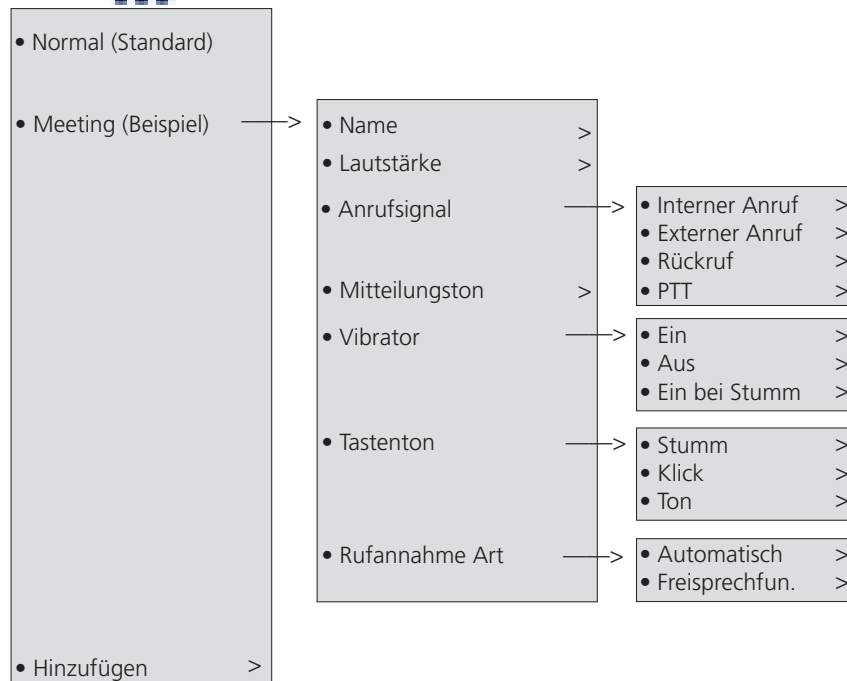 • Normal (Standard)
• Meeting (Beispiel) >
• Name >
• Lautstärke >
• Anrufsignal >
• Interner Anruf >
• Externer Anruf >
• Rückruf >
• PTT >
• Mitteilungston >
• Vibrator >
• Ein >
• Aus >
• Ein bei Stumm >
• Tastenton >
• Stumm >
• Klick >
• Ton >
• Rufannahme Art >
• Automatisch >
• Freisprechfun. >
• Hinzufügen >